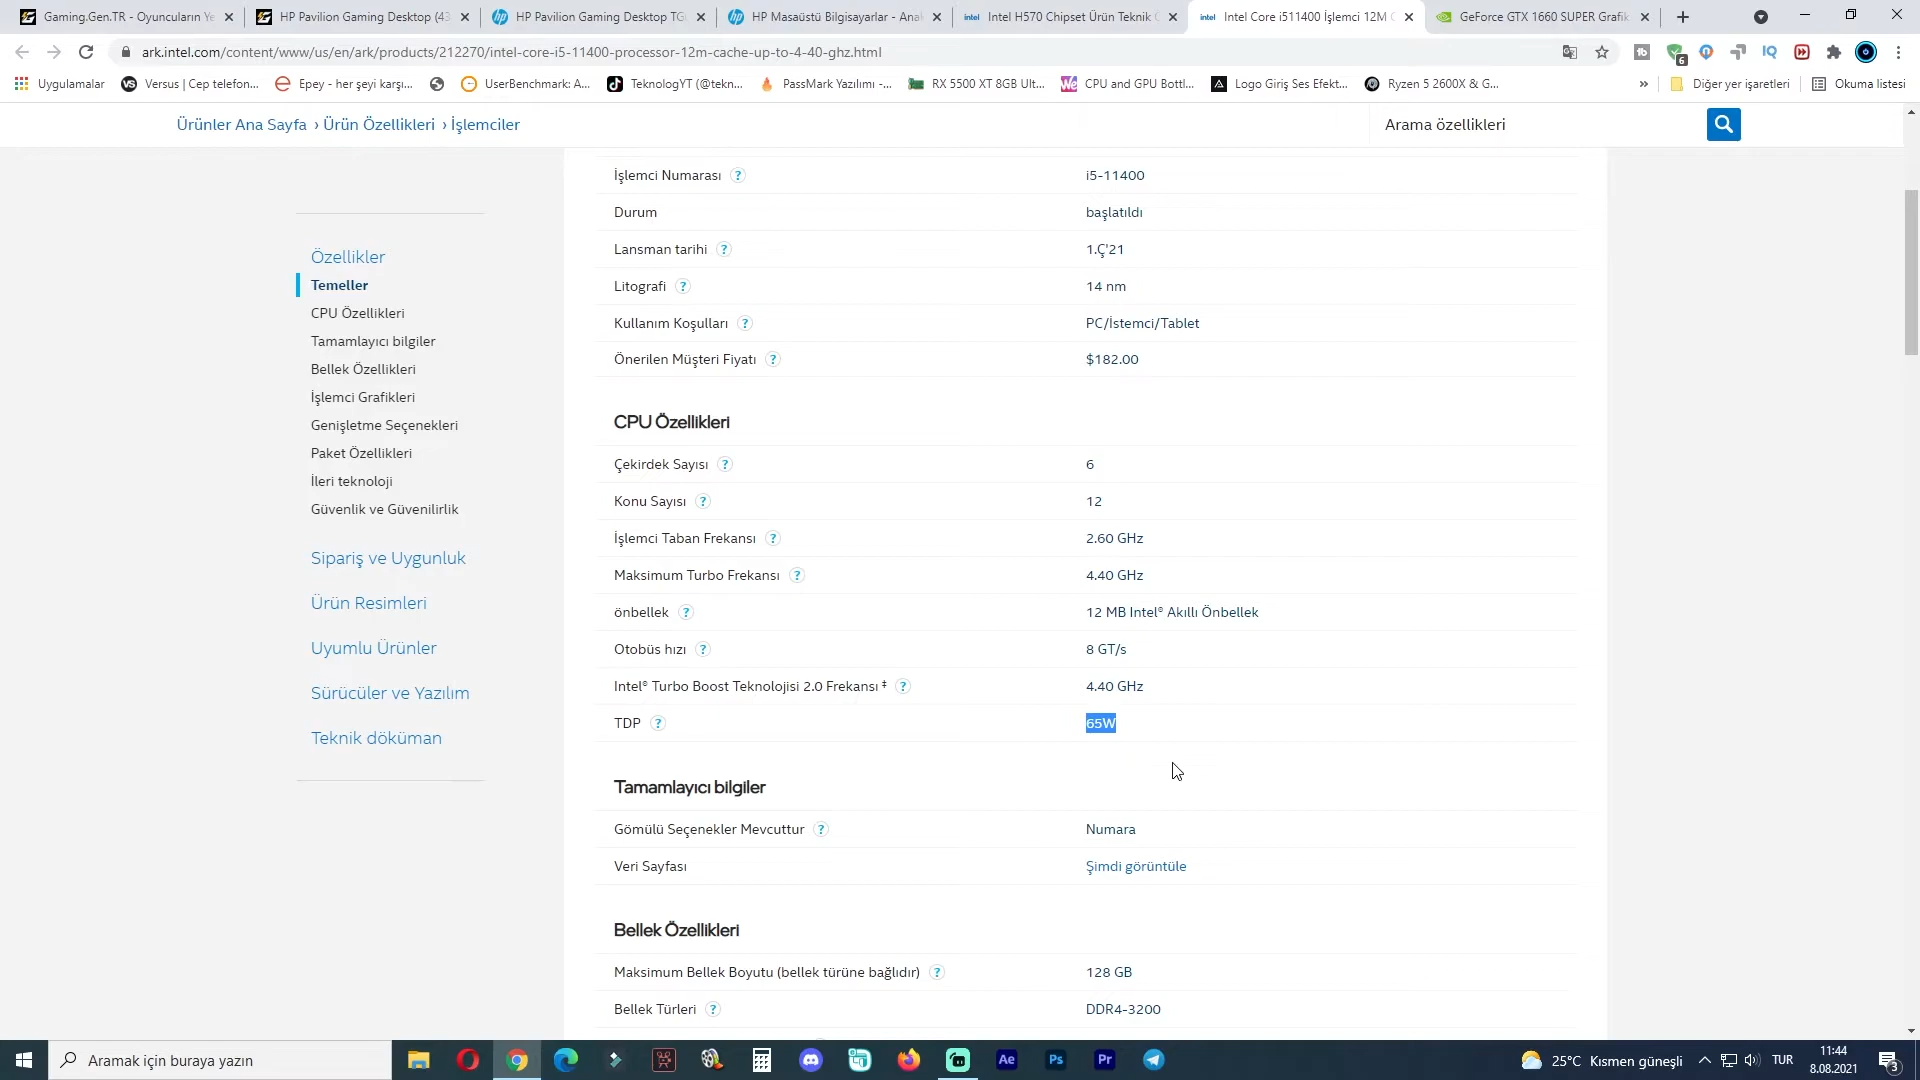 Gaming.Gen.TR - Oyuncuların Ye
HP Pavilion Gaming Desktop (43
HP Pavilion Gaming Desktop TG
HP Masaüstü Bilgisayarlar - Ana
intel Intel H570 Chipset Ürün Teknik
intel Intel Core i511400 İşlemci 12M
GeForce GTX 1660 SUPER Grafik
ark.intel.com/content/www/us/en/ark/products/212270/intel-core-i5-11400-processor-12m-cache-up-to-4-40-ghz.html
6
IQ
Uygulamalar
Versus | Cep telefon...
Epey - her şeyi karşı...
UserBenchmark: A...
TeknologYT (@tekn...
PassMark Yazılımı -...
RX 5500 XT 8GB Ult...
CPU and GPU Bottl...
Logo Giriş Ses Efekt...
Ryzen 5 2600X & G...
»
Diğer yer işaretleri
Okuma listesi
Ürünler Ana Sayfa › Ürün Özellikleri › İşlemciler
Arama özellikleri
Özellikler
Temeller
CPU Özellikleri
Tamamlayıcı bilgiler
Bellek Özellikleri
İşlemci Grafikleri
Genişletme Seçenekleri
Paket Özellikleri
İleri teknoloji
Güvenlik ve Güvenilirlik
Sipariş ve Uygunluk
Ürün Resimleri
Uyumlu Ürünler
Sürücüler ve Yazılım
Teknik döküman
İşlemci Numarası ? i5-11400
Durum başlatıldı
Lansman tarihi ? 1.Ç'21
Litografi ? 14 nm
Kullanım Koşulları ? PC/İstemci/Tablet
Önerilen Müşteri Fiyatı ? $182.00
CPU Özellikleri
Çekirdek Sayısı ? 6
Konu Sayısı ? 12
İşlemci Taban Frekansı ? 2.60 GHz
Maksimum Turbo Frekansı ? 4.40 GHz
önbellek ? 12 MB Intel® Akıllı Önbellek
Otobüs hızı ? 8 GT/s
Intel® Turbo Boost Teknolojisi 2.0 Frekansı ‡ ? 4.40 GHz
TDP ? 65W
Tamamlayıcı bilgiler
Gömülü Seçenekler Mevcuttur ? Numara
Veri Sayfası Şimdi görüntüle
Bellek Özellikleri
Maksimum Bellek Boyutu (bellek türüne bağlıdır) ? 128 GB
Bellek Türleri ? DDR4-3200
Aramak için buraya yazın
Ae
Ps
Pr
25°C Kısmen güneşli
TUR
11:44
8.08.2021
3